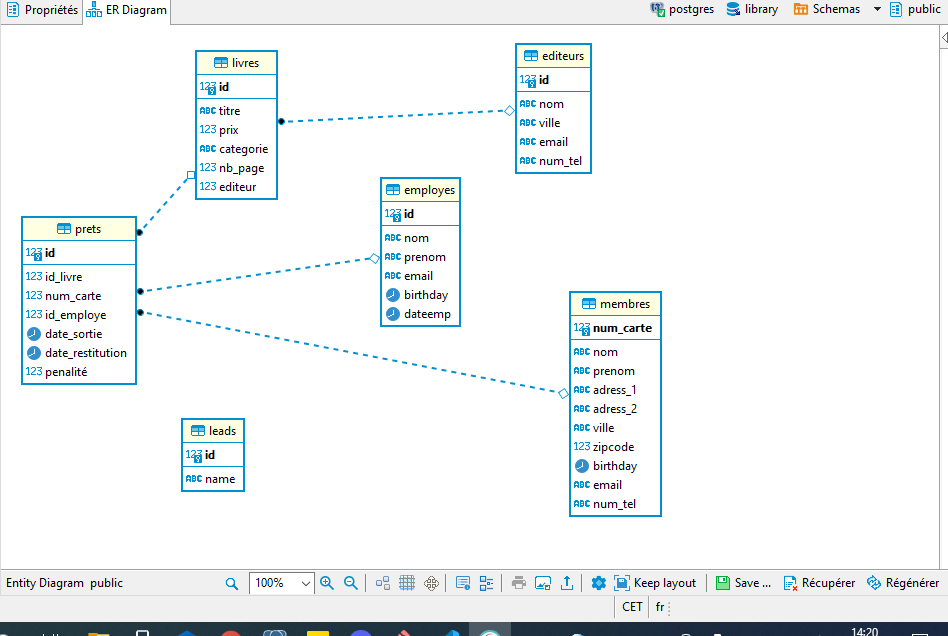 Propriétés
ER Diagram
postgres
library
Schemas
public
livres
123 id
ABC titre
123 prix
ABC categorie
123 nb_page
123 editeur
editeurs
123 id
ABC nom
ABC ville
ABC email
ABC num_tel
employes
123 id
ABC nom
ABC prenom
ABC email
birthday
dateemp
prets
123 id
123 id_livre
123 num_carte
123 id_employe
date_sortie
date_restitution
123 penalité
membres
123 num_carte
ABC nom
ABC prenom
ABC adress_1
ABC adress_2
ABC ville
123 zipcode
birthday
ABC email
ABC num_tel
leads
123 id
ABC name
Entity Diagram public
100%
Keep layout
Save ...
Récupérer
Régénérer
CET
fr
14:20